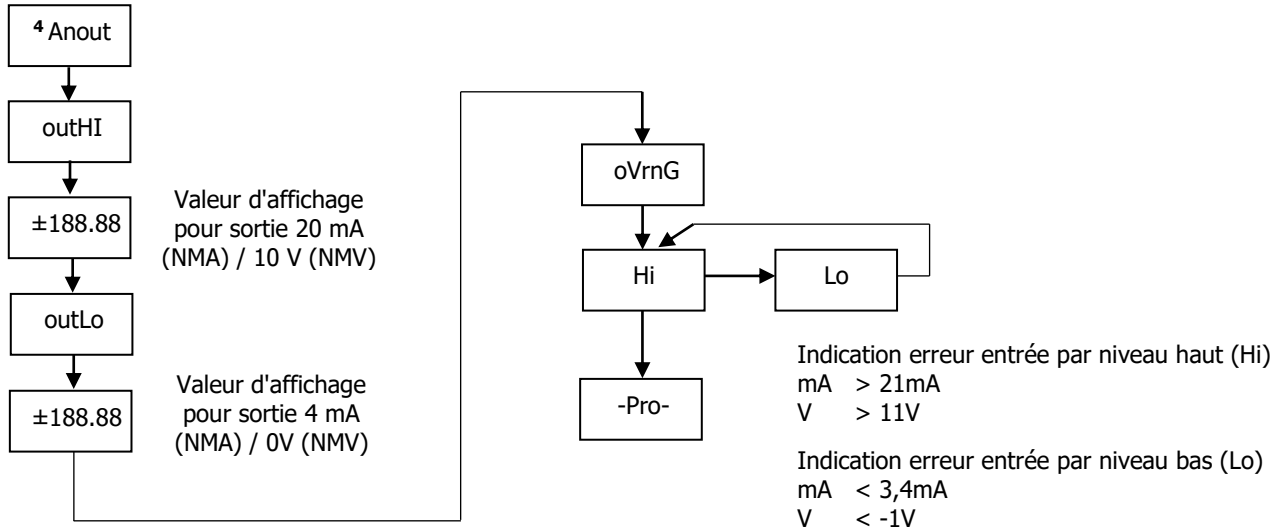 4 Anout
outHI
±188.88
Valeur d'affichage
pour sortie 20 mA
(NMA) / 10 V (NMV)
outLo
±188.88
Valeur d'affichage
pour sortie 4 mA
(NMA) / 0V (NMV)
oVrnG
Hi
Lo
-Pro-
Indication erreur entrée par niveau haut (Hi)
mA > 21mA
V > 11V
Indication erreur entrée par niveau bas (Lo)
mA < 3,4mA
V < -1V